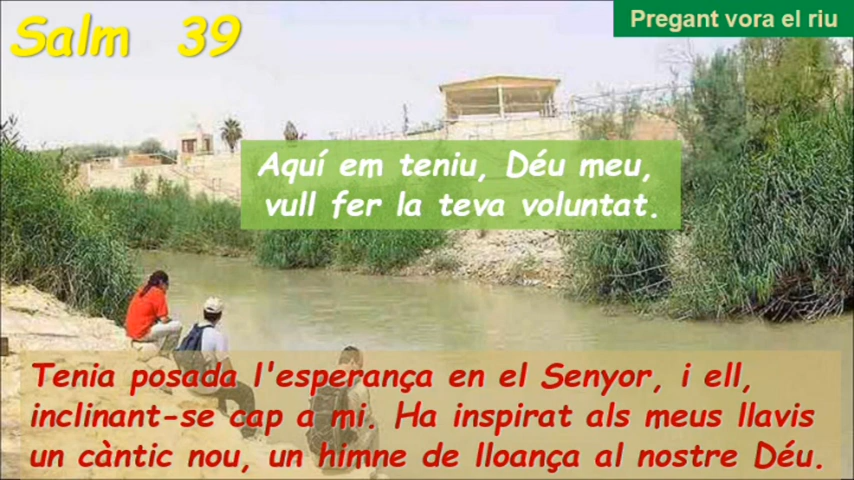 Salm 39
Pregant vora el riu
Aquí em teniu, Déu meu,
vull fer la teva voluntat.
Tenia posada l'esperança en el Senyor, i ell,
inclinant-se cap a mi. Ha inspirat als meus llavis
un càntic nou, un himne de lloança al nostre Déu.